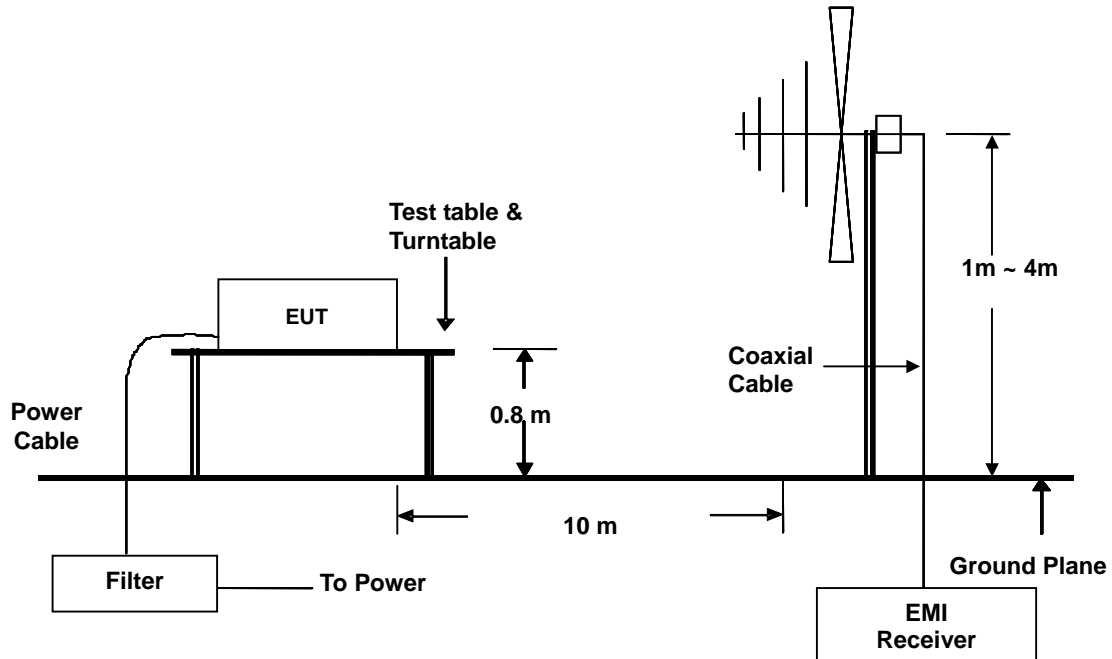 Test table &
Turntable
EUT
1m ~ 4m
Coaxial
Cable
0.8 m
Power
Cable
10 m
Ground Plane
Filter
To Power
EMI
Receiver